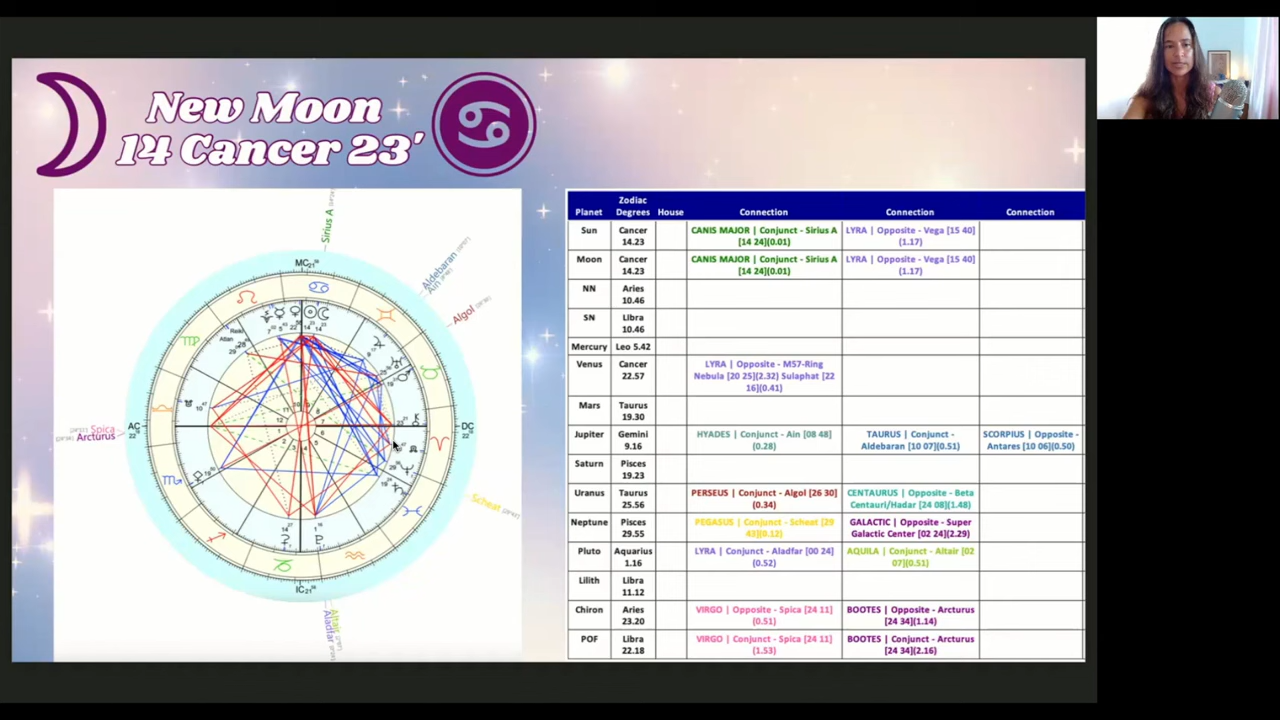 New Moon
14 Cancer 23'
Sirius A
Aldebaran
Ain
Algol
MC
AC
Spica
Arcturus
DC
Scheat
IC
Altair
Aladfar
Planet Zodiac Degrees House Connection Connection Connection
Sun Cancer 14.23 CANIS MAJOR | Conjunct - Sirius A [14 24](0.01) LYRA | Opposite - Vega [15 40] (1.17)
Moon Cancer 14.23 CANIS MAJOR | Conjunct - Sirius A [14 24](0.01) LYRA | Opposite - Vega [15 40] (1.17)
NN Aries 10.46
SN Libra 10.46
Mercury Leo 5.42
Venus Cancer 22.57 LYRA | Opposite - M57-Ring Nebula [20 25](2.32) Sulaphat [22 16](0.41)
Mars Taurus 19.30
Jupiter Gemini 9.16 HYADES | Conjunct - Ain [08 48] (0.28) TAURUS | Conjunct - Aldebaran [10 07](0.51) SCORPIUS | Opposite - Antares [10 06](0.50)
Saturn Pisces 19.23
Uranus Taurus 25.56 PERSEUS | Conjunct - Algol [26 30] (0.34) CENTAURUS | Opposite - Beta Centauri/Hadar [24 08](1.48)
Neptune Pisces 29.55 PEGASUS | Conjunct - Scheat [29 43](0.12) GALACTIC | Opposite - Super Galactic Center [02 24](2.29)
Pluto Aquarius 1.16 LYRA | Conjunct - Aladfar [00 24] (0.52) AQUILA | Conjunct - Altair [02 07](0.51)
Lilith Libra 11.12
Chiron Aries 23.20 VIRGO | Opposite - Spica [24 11] (0.51) BOOTES | Opposite - Arcturus [24 34](1.14)
POF Libra 22.18 VIRGO | Conjunct - Spica [24 11] (1.53) BOOTES | Conjunct - Arcturus [24 34](2.16)